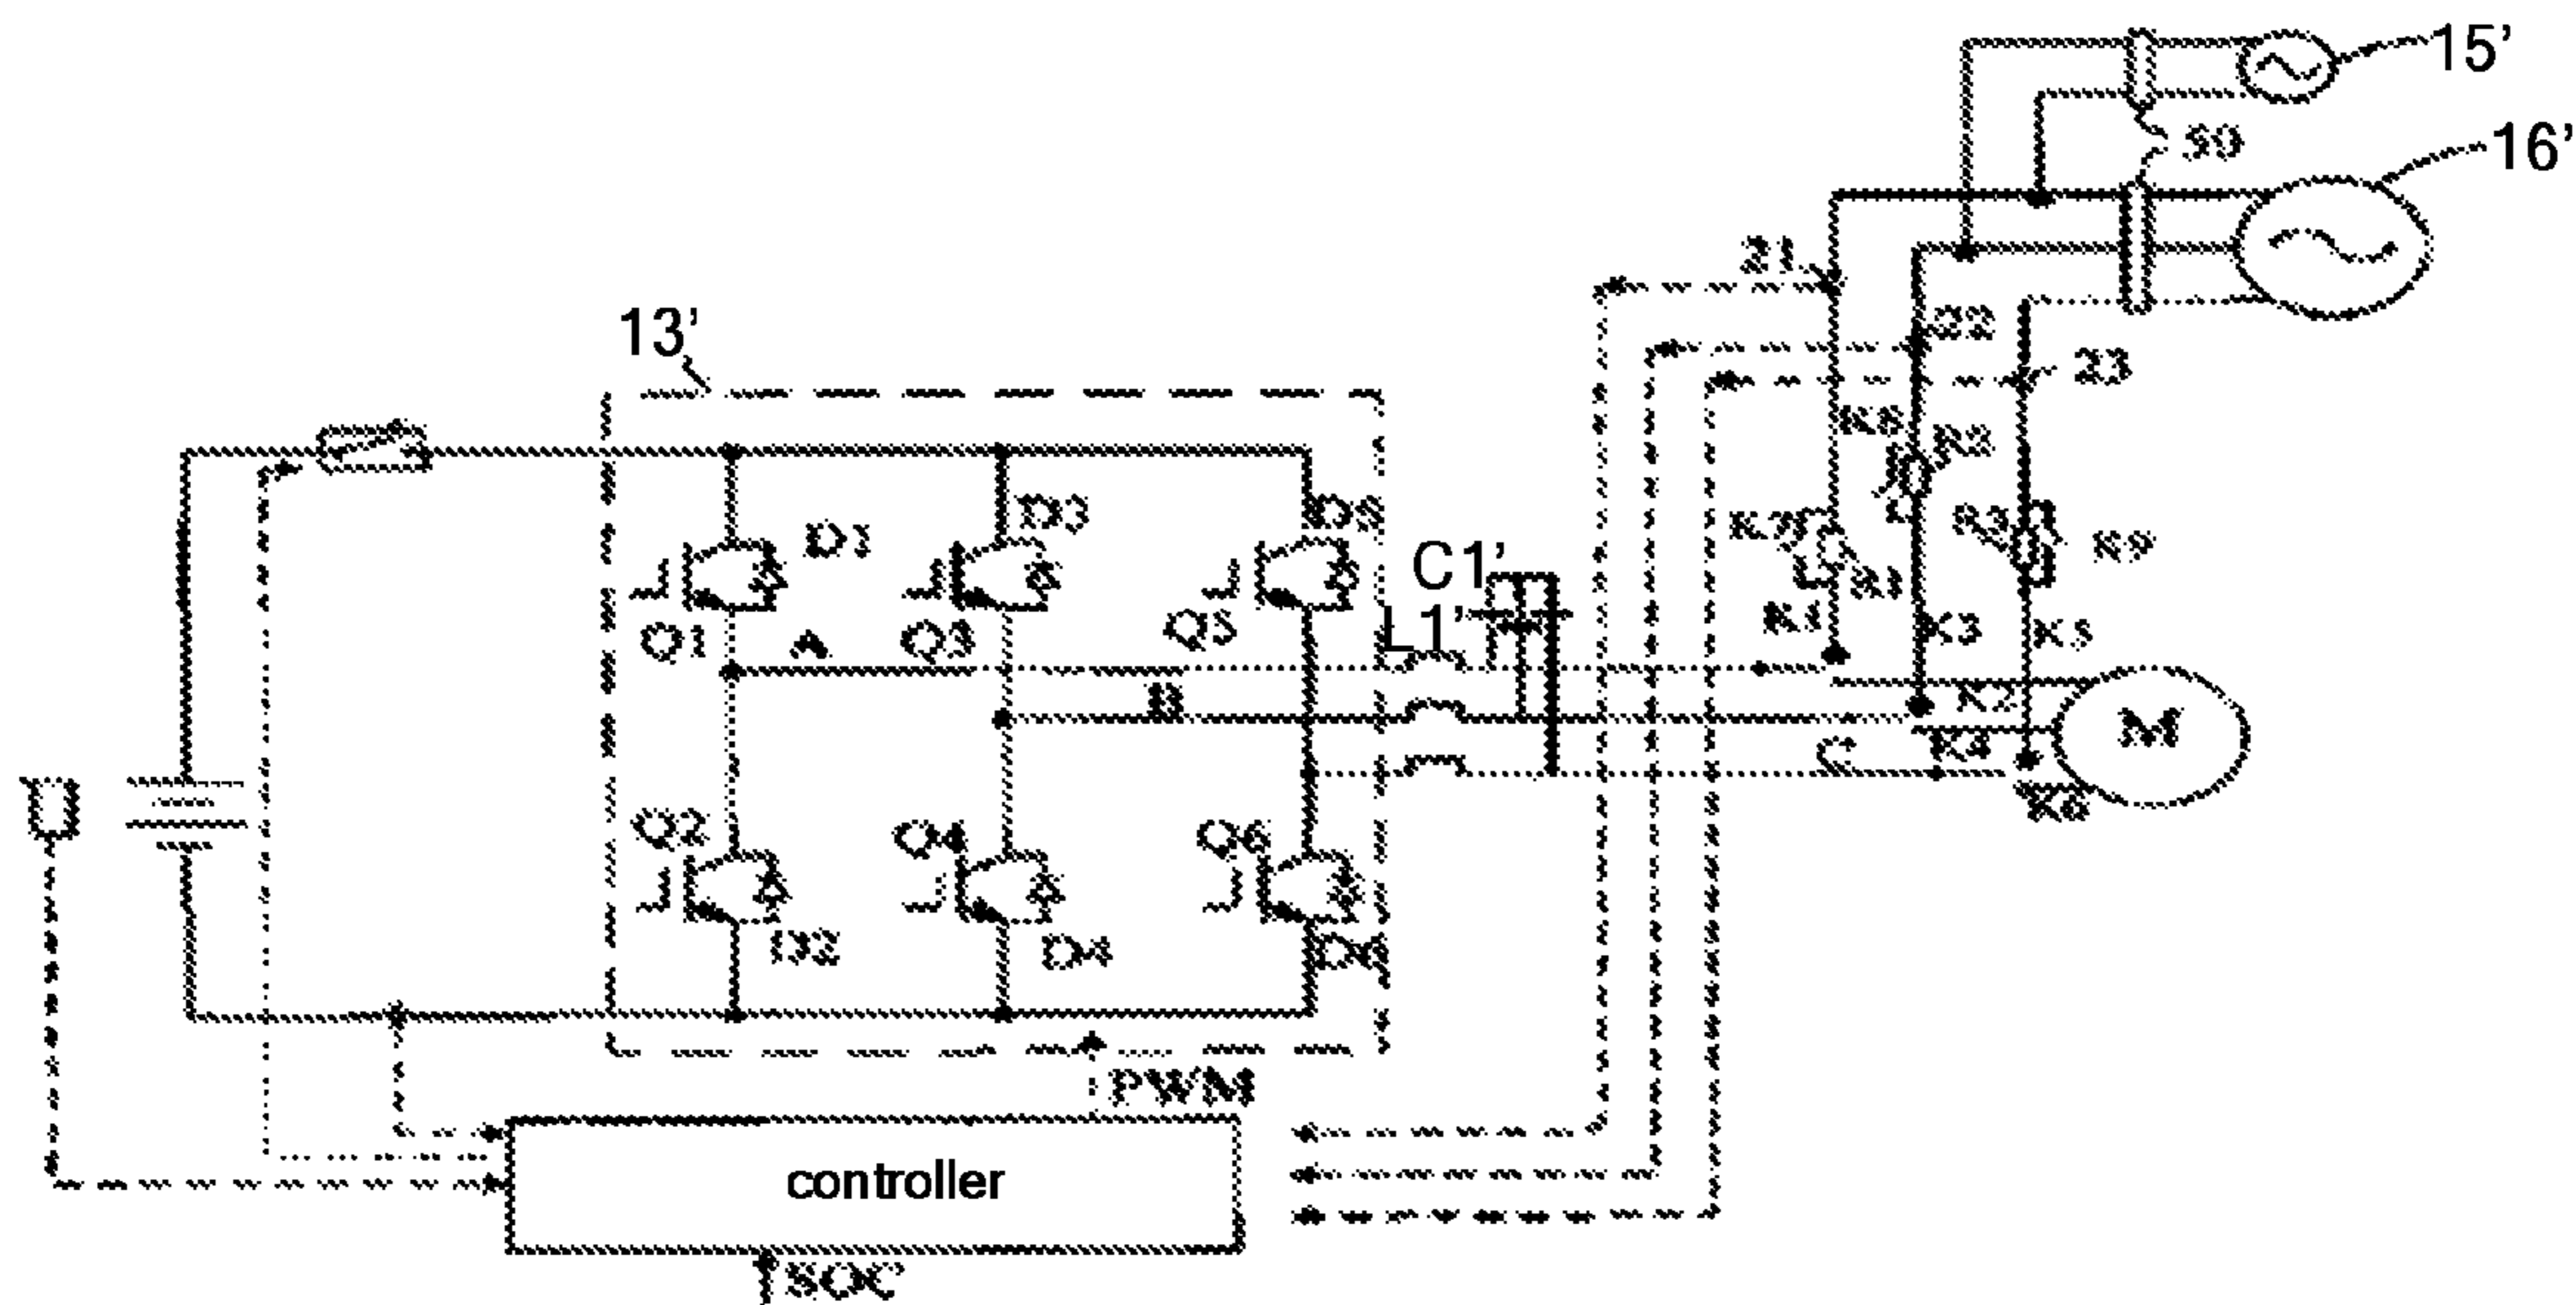 15'
50
16'
21
22
13'
23
K8
R2
D1
D3
D5
K7
R3
K9
C1'
L1'
K1
K3
K5
Q1
A
Q3
Q5
B
K2
M
K4
C
K6
Q2
Q4
Q6
D2
D4
D6
PWM
controller
SOC